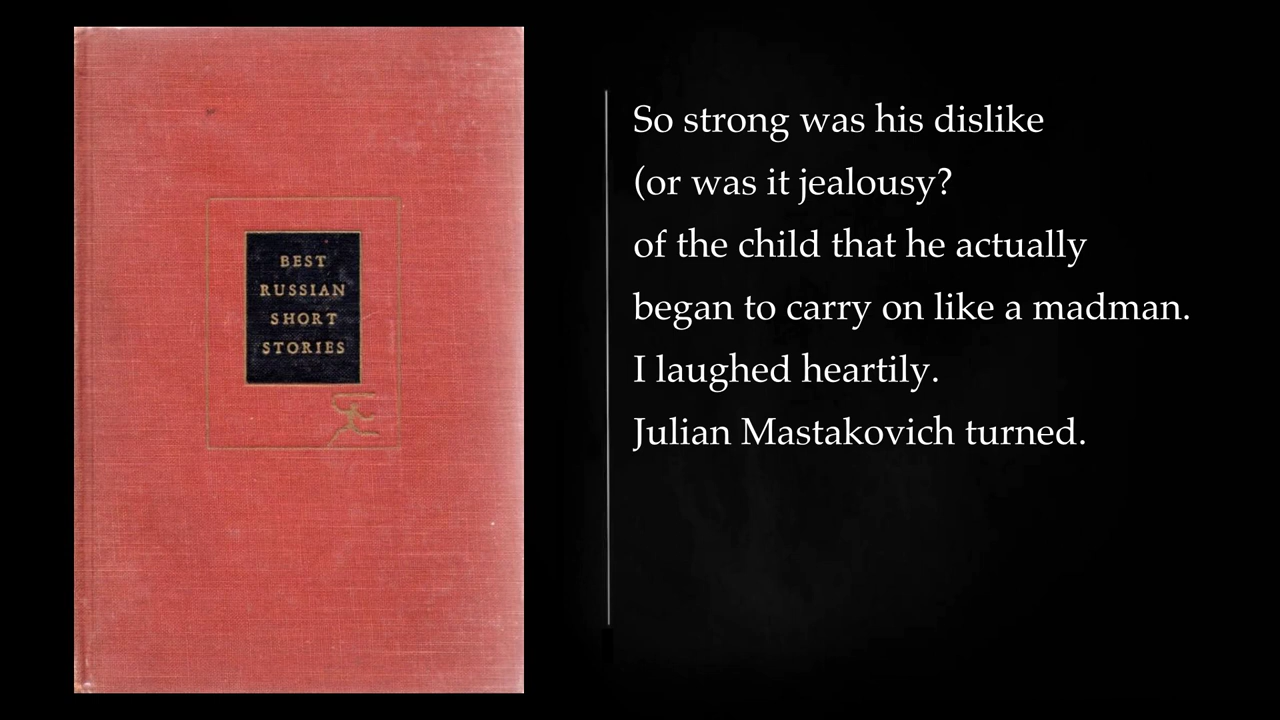 BEST
RUSSIAN
SHORT
STORIES
So strong was his dislike
(or was it jealousy?
of the child that he actually
began to carry on like a madman.
I laughed heartily.
Julian Mastakovich turned.